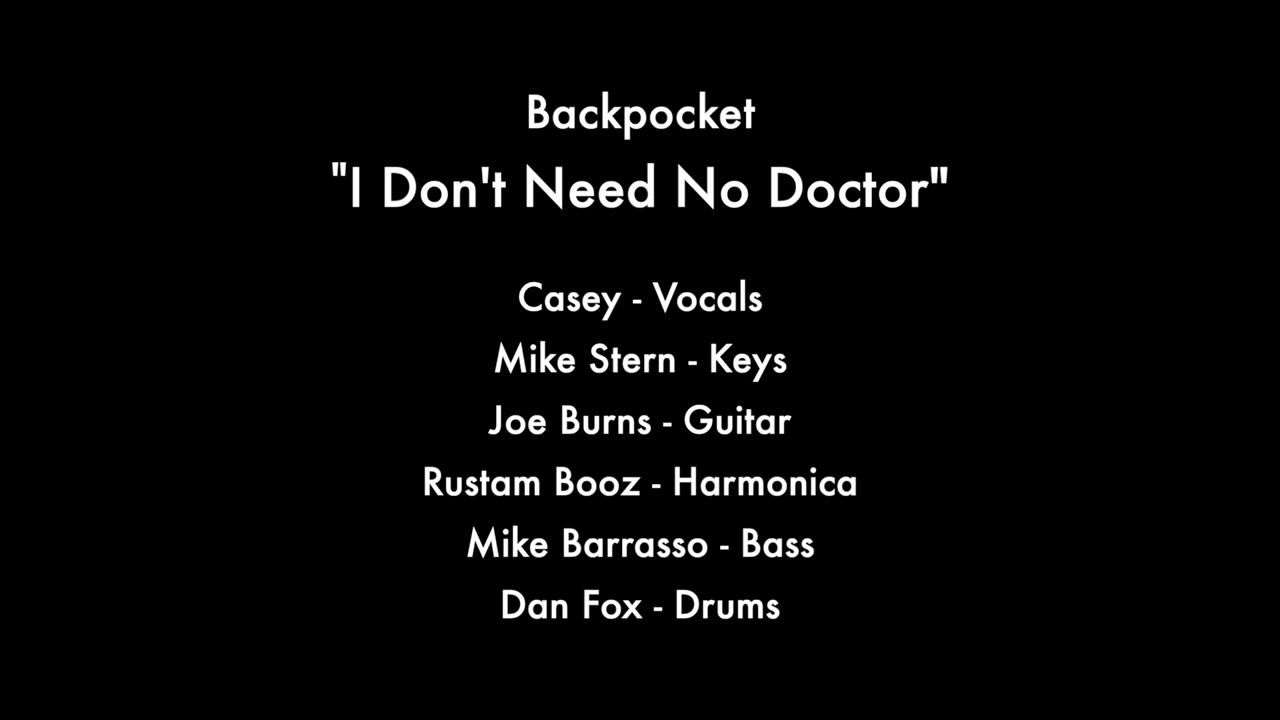 Backpocket
"I Don't Need No Doctor"
Casey - Vocals
Mike Stern - Keys
Joe Burns - Guitar
Rustam Booz - Harmonica
Mike Barrasso - Bass
Dan Fox - Drums